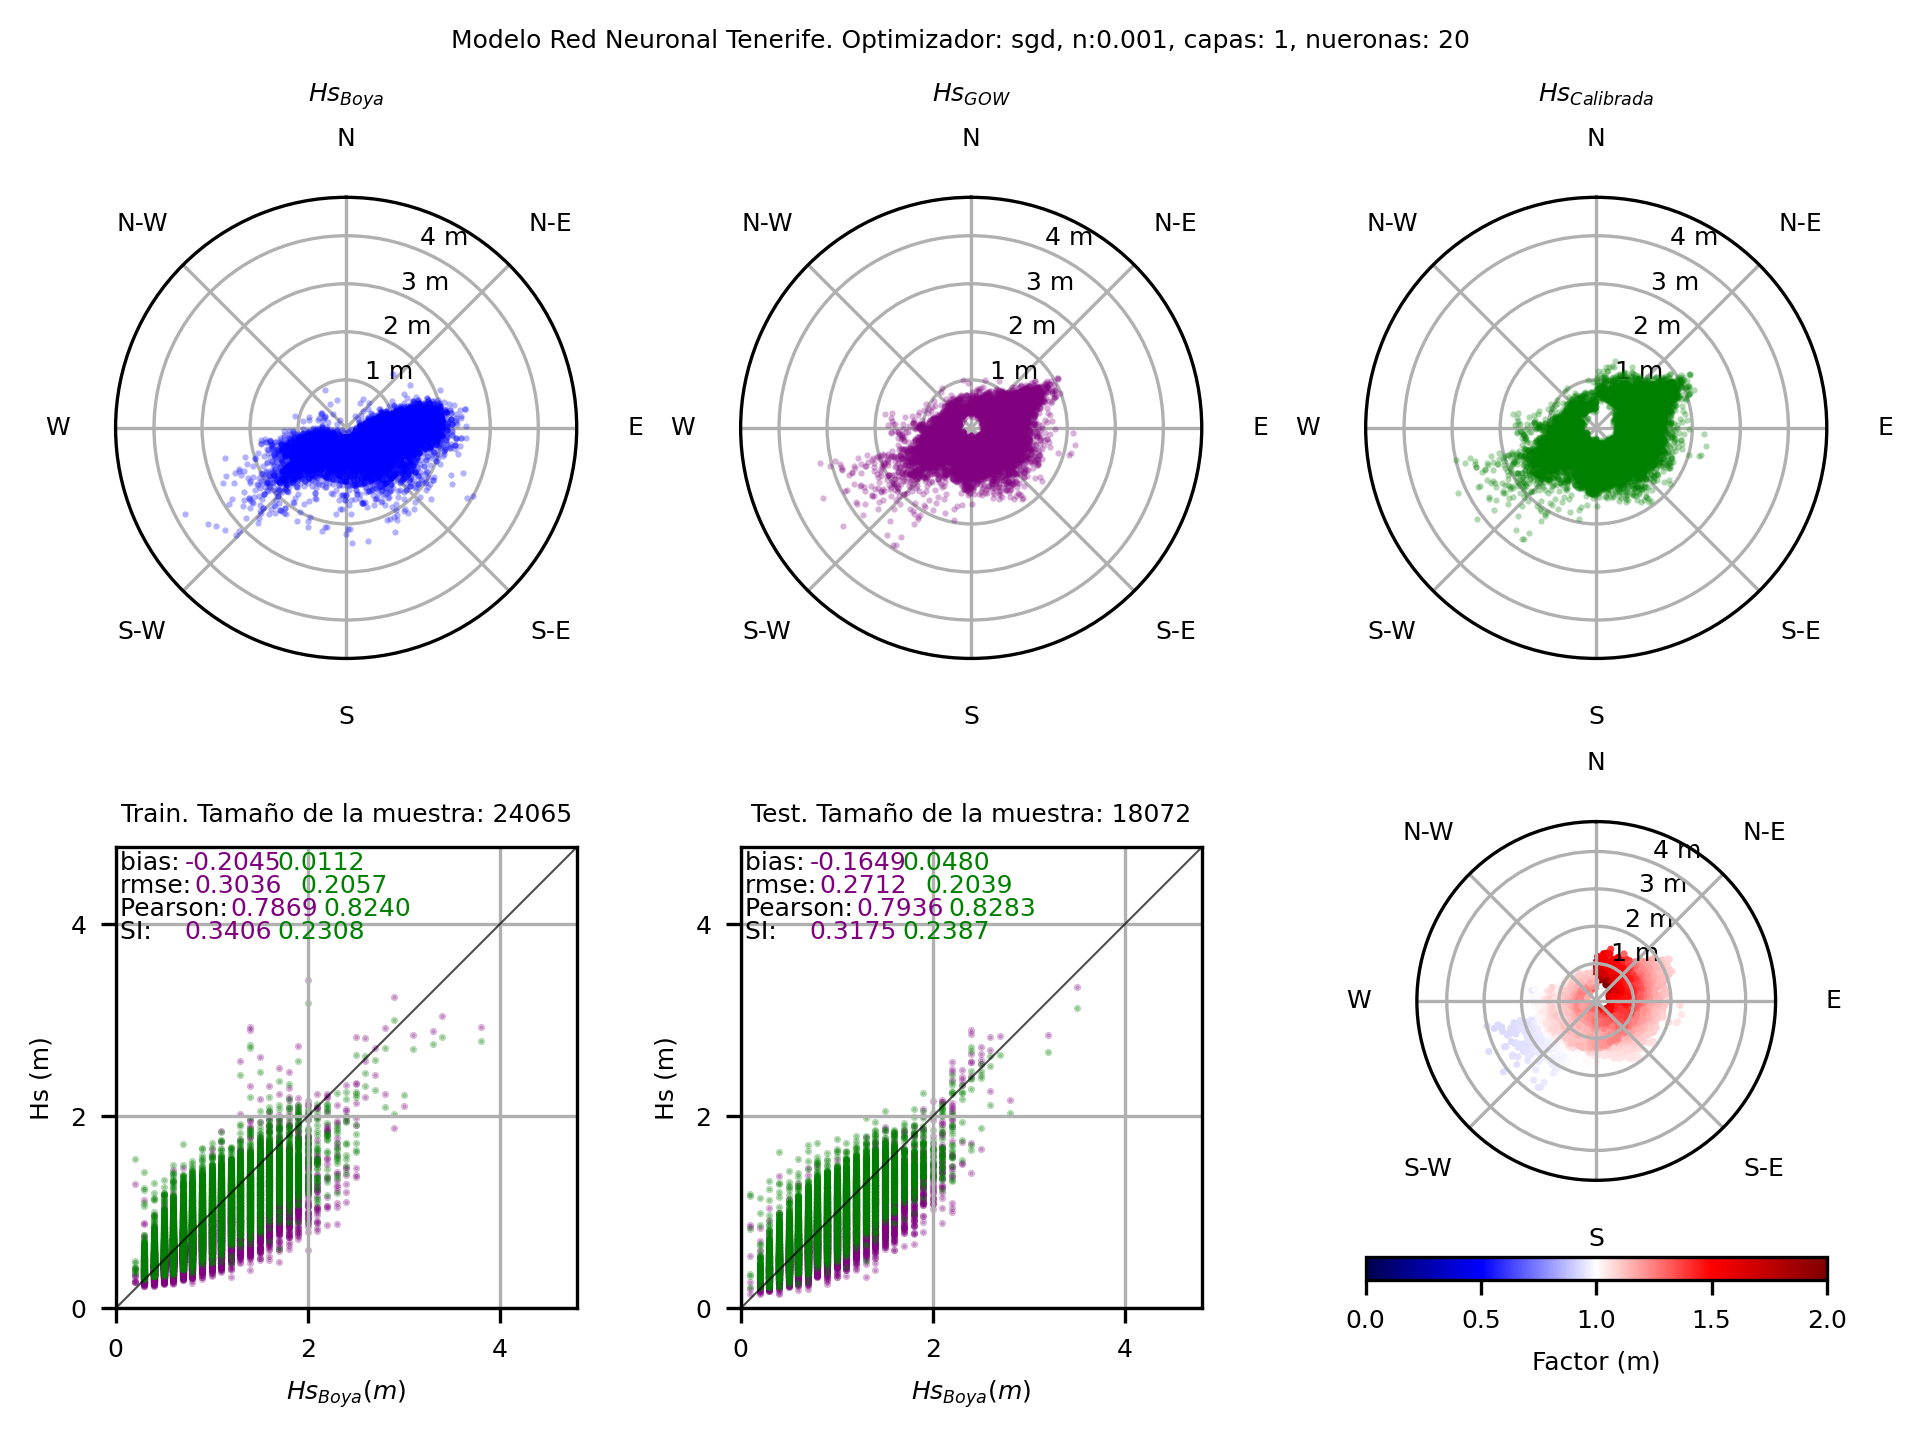 Modelo Red Neuronal Tenerife. Optimizador: sgd, n:0.001, capas: 1, nueronas: 20
Hs_Boya
N
N-W
N-E
4 m
3 m
2 m
1 m
W
E
S-W
S-E
S
Hs_GOW
N
N-W
N-E
4 m
3 m
2 m
1 m
W
E
S-W
S-E
S
Hs_Calibrada
N
N-W
N-E
4 m
3 m
2 m
1 m
W
E
S-W
S-E
S
Train. Tamaño de la muestra: 24065
bias: -0.2045 0.0112
rmse: 0.3036 0.2057
Pearson: 0.7869 0.8240
SI: 0.3406 0.2308
Hs (m)
4
2
0
0 2 4
Hs_Boya(m)
Test. Tamaño de la muestra: 18072
bias: -0.1649 0.0480
rmse: 0.2712 0.2039
Pearson: 0.7936 0.8283
SI: 0.3175 0.2387
Hs (m)
4
2
0
0 2 4
Hs_Boya(m)
N
N-W
N-E
4 m
3 m
2 m
1 m
W
E
S-W
S-E
S
0.0 0.5 1.0 1.5 2.0
Factor (m)